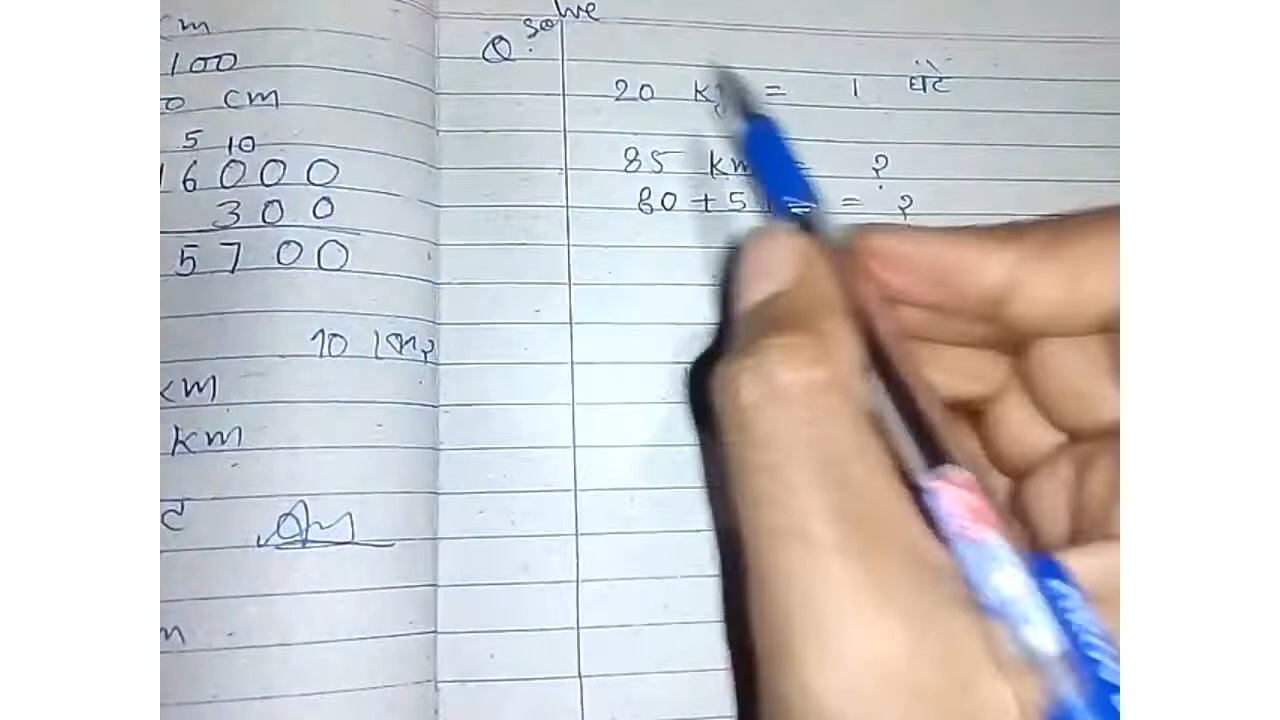 cm
100
0 cm
5 10
16000
300
5700
10 km
km
km
Q. solve
20 = 1 घंटे
85 km = ?
80 + 5 = = ?